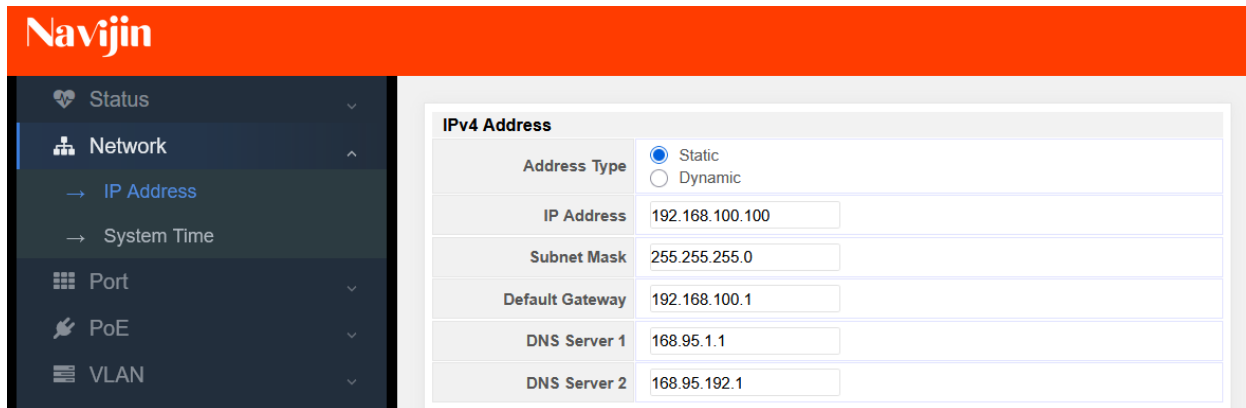 Navijin
Status
Network
→ IP Address
→ System Time
Port
PoE
VLAN
IPv4 Address
Address Type
Static
Dynamic
IP Address 192.168.100.100
Subnet Mask 255.255.255.0
Default Gateway 192.168.100.1
DNS Server 1 168.95.1.1
DNS Server 2 168.95.192.1